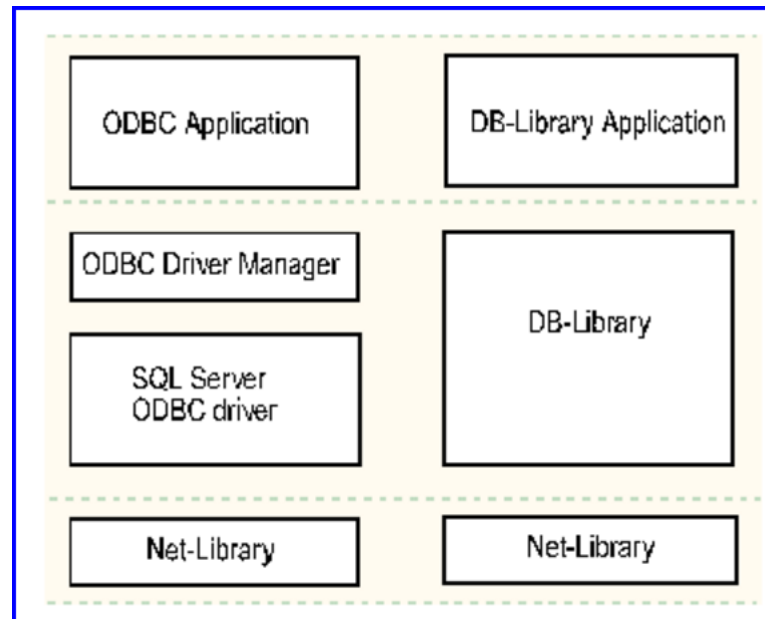 ODBC Application
DB-Library Application
ODBC Driver Manager
DB-Library
SQL Server
ODBC driver
Net-Library
Net-Library